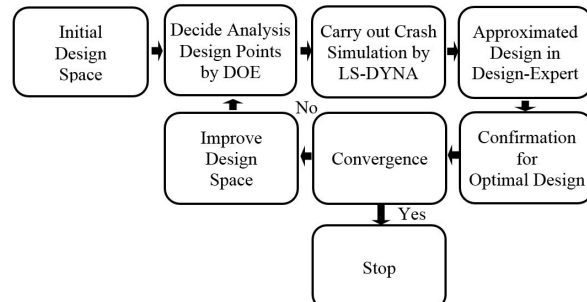 Initial
Design
Space
Decide Analysis
Design Points
by DOE
Carry out Crash
Simulation by
LS-DYNA
Approximated
Design in
Design-Expert
No
Improve
Design
Space
Convergence
Confirmation
for
Optimal Design
Yes
Stop